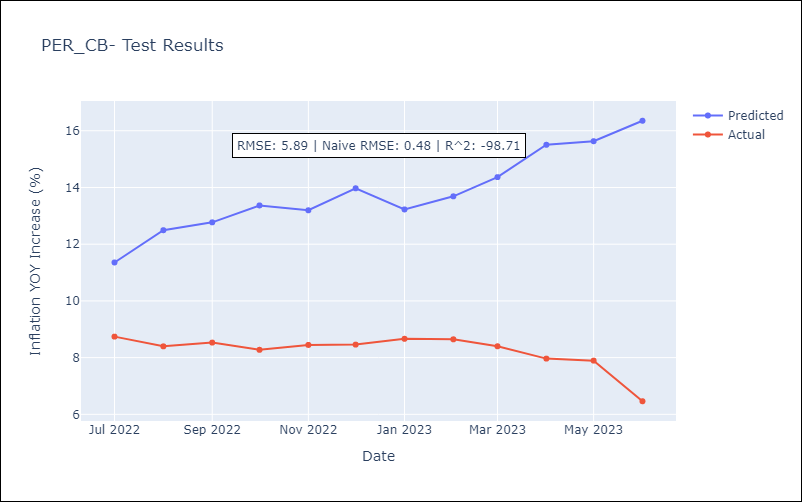 PER_CB- Test Results
Predicted
Actual
RMSE: 5.89 | Naive RMSE: 0.48 | R^2: -98.71
Inflation YOY Increase (%)
16
14
12
10
8
6
Jul 2022
Sep 2022
Nov 2022
Jan 2023
Mar 2023
May 2023
Date